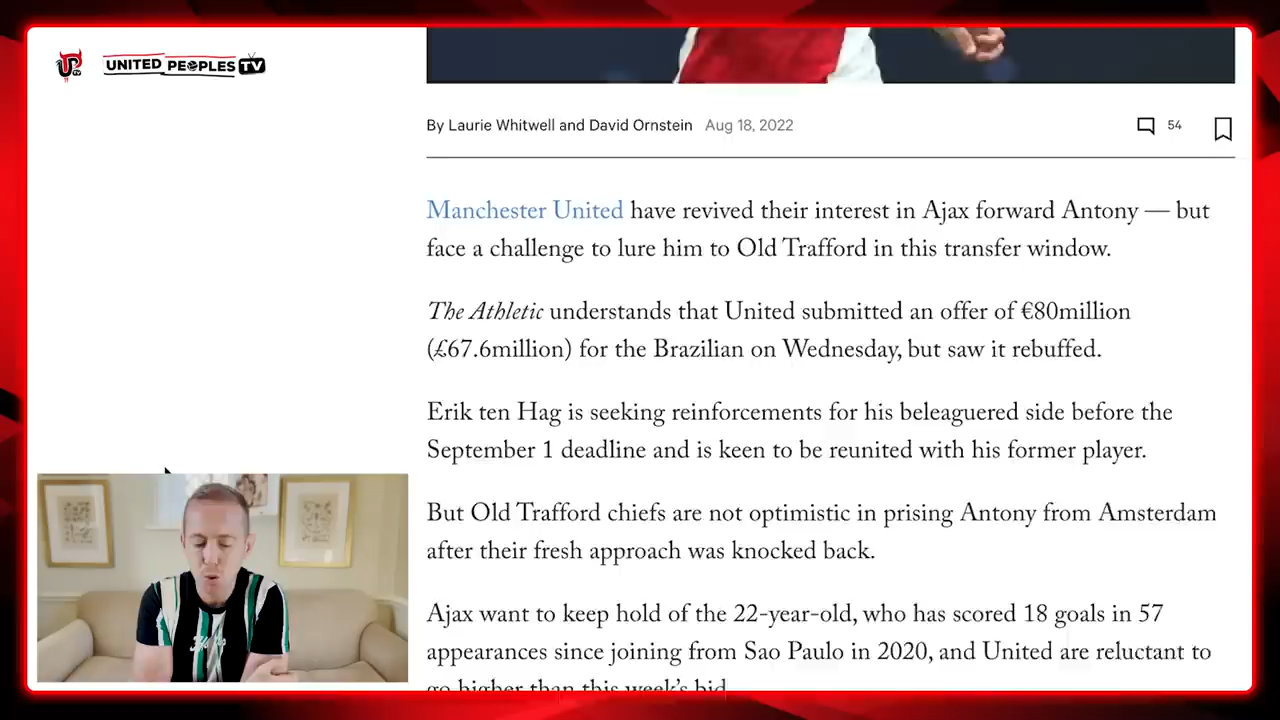 UNITED PEOPLES TV
By Laurie Whitwell and David Ornstein Aug 18, 2022 54
Manchester United have revived their interest in Ajax forward Antony — but
face a challenge to lure him to Old Trafford in this transfer window.
The Athletic understands that United submitted an offer of €80million
(£67.6million) for the Brazilian on Wednesday, but saw it rebuffed.
Erik ten Hag is seeking reinforcements for his beleaguered side before the
September 1 deadline and is keen to be reunited with his former player.
But Old Trafford chiefs are not optimistic in prising Antony from Amsterdam
after their fresh approach was knocked back.
Ajax want to keep hold of the 22-year-old, who has scored 18 goals in 57
appearances since joining from Sao Paulo in 2020, and United are reluctant to
go higher than this week's bid